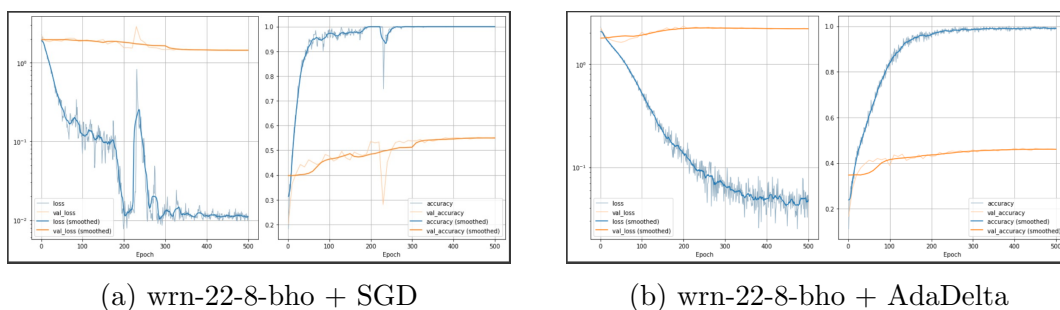 10⁰
10⁻¹
10⁻²
0 100 200 300 400 500
Epoch
loss
val_loss
loss (smoothed)
val_loss (smoothed)
1.0
0.9
0.8
0.7
0.6
0.5
0.4
0.3
0.2
0 100 200 300 400 500
Epoch
accuracy
val_accuracy
accuracy (smoothed)
val_accuracy (smoothed)
(a) wrn-22-8-bho + SGD
10⁰
10⁻¹
0 100 200 300 400 500
Epoch
loss
val_loss
loss (smoothed)
val_loss (smoothed)
1.0
0.8
0.6
0.4
0.2
0 100 200 300 400 500
Epoch
accuracy
val_accuracy
accuracy (smoothed)
val_accuracy (smoothed)
(b) wrn-22-8-bho + AdaDelta